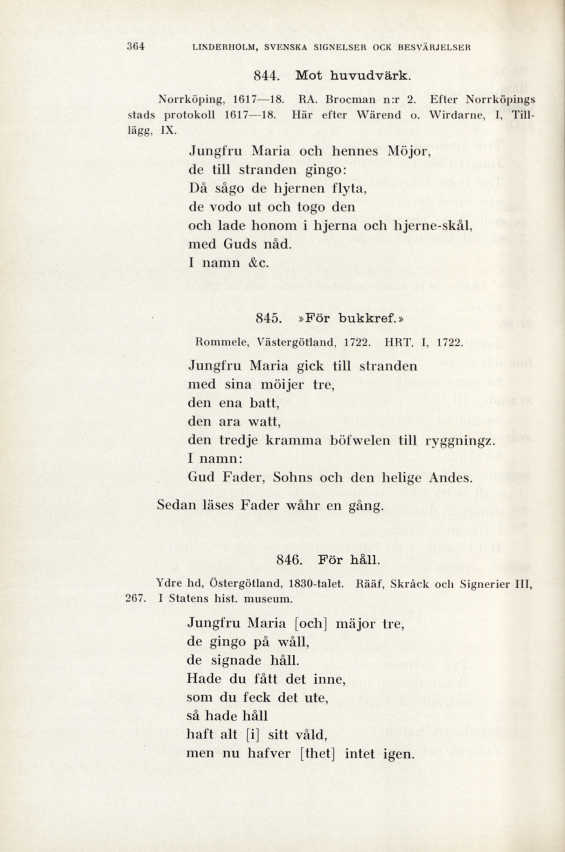 364 LINDERHOLM, SVENSKA SIGNELSER OCK BESVÄRJELSER
844. Mot huvudvärk.
Norrköping, 1617—18. RA. Brocman n:r 2. Efter Norrköpings
stads protokoll 1617—18. Här efter Wärend o. Wirdarne, I, Till-
lägg, IX.
Jungfru Maria och hennes Möjor,
de till stranden gingo:
Då sågo de hjernen flyta,
de vodo ut och togo den
och lade honom i hjerna och hjerne-skål,
med Guds nåd.
I namn &c.
845. »För bukkref.»
Rommele, Västergötland, 1722. HRT, I, 1722.
Jungfru Maria gick till stranden
med sina möijer tre,
den ena batt,
den ara watt,
den tredje kramma böfwelen till ryggningz.
I namn:
Gud Fader, Sohns och den helige Andes.
Sedan läses Fader wåhr en gång.
846. För håll.
Ydre hd, Östergötland, 1830-talet. Rääf, Skråck och Signerier III,
267. I Statens hist. museum.
Jungfru Maria [och] mäjor tre,
de gingo på wåll,
de signade håll.
Hade du fått det inne,
som du feck det ute,
så hade håll
haft alt [i] sitt våld,
men nu hafver [thet] intet igen.